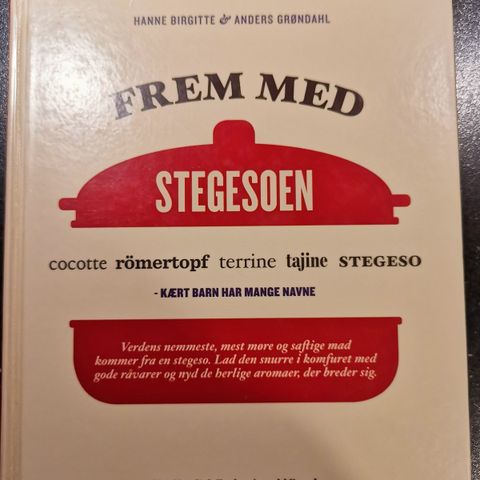 HANNE BIRGITTE & ANDERS GRØNDAHL
FREM MED
STEGESOEN
cocotte römertopf terrine tajine STEGESO
- KÆRT BARN HAR MANGE NAVNE
Verdens nemmeste, mest møre og saftige mad
kommer fra en stegeso. Lad den snurre i komfuret med
gode råvarer og nyd de herlige aromaer, der breder sig.